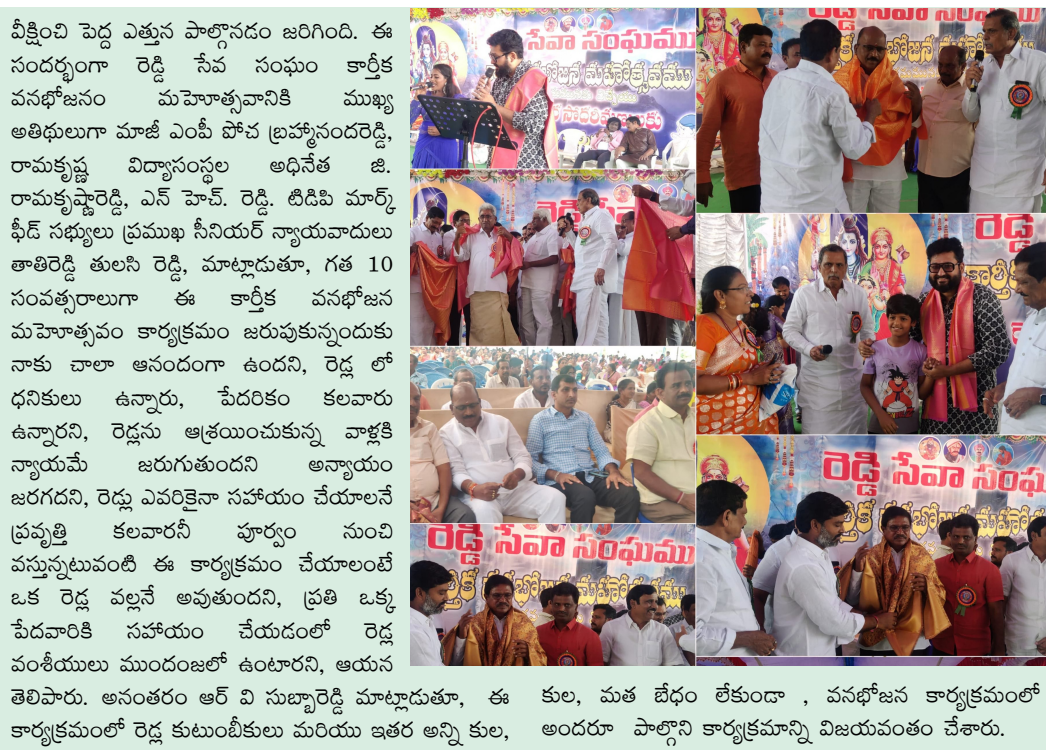 వీక్షించి పెద్ద ఎత్తున పాల్గొనడం జరిగింది. ఈ
సందర్భంగా రెడ్డి సేవ సంఘం కార్తీక
వనభోజనం మహెూత్సవానికి ముఖ్య
అతిథులుగా మాజీ ఎంపీ పోచ బ్రహ్మానందరెడ్డి,
రామకృష్ణ విద్యాసంస్థల అధినేత జి.
రామకృష్ణారెడ్డి, ఎన్ హెచ్. రెడ్డి. టిడిపి మార్క్
ఫీడ్ సభ్యులు ప్రముఖ సీనియర్ న్యాయవాదులు
తాతిరెడ్డి తులసి రెడ్డి, మాట్లాడుతూ, గత 10
సంవత్సరాలుగా ఈ కార్తీక వనభోజన
మహెూత్సవం కార్యక్రమం జరుపుకున్నందుకు
నాకు చాలా ఆనందంగా ఉందని, రెడ్ల లో
ధనికులు ఉన్నారు, పేదరికం కలవారు
ఉన్నారని, రెడ్లను ఆశ్రయించుకున్న వాళ్లకి
న్యాయమే జరుగుతుందని అన్యాయం
జరగదని, రెడ్లు ఎవరికైనా సహాయం చేయాలనే
ప్రవృత్తి కలవారనీ పూర్వం నుంచి
వస్తున్నటువంటి ఈ కార్యక్రమం చేయాలంటే
ఒక రెడ్ల వల్లనే అవుతుందని, ప్రతి ఒక్క
పేదవారికి సహాయం చేయడంలో రెడ్ల
వంశీయులు ముందంజలో ఉంటారని, ఆయన
తెలిపారు. అనంతరం ఆర్ వి సుబ్బారెడ్డి మాట్లాడుతూ, ఈ
కార్యక్రమంలో రెడ్ల కుటుంబీకులు మరియు ఇతర అన్ని కుల,
కుల, మత బేధం లేకుండా , వనభోజన కార్యక్రమంలో
అందరూ పాల్గొని కార్యక్రమాన్ని విజయవంతం చేశారు.
సేవా సంఘము
రెడ్డి సేవా సంఘము
రెడ్డి
కార్తీక
రెడ్డి సేవా సంఘము
రెడ్డి సేవా సంఘ